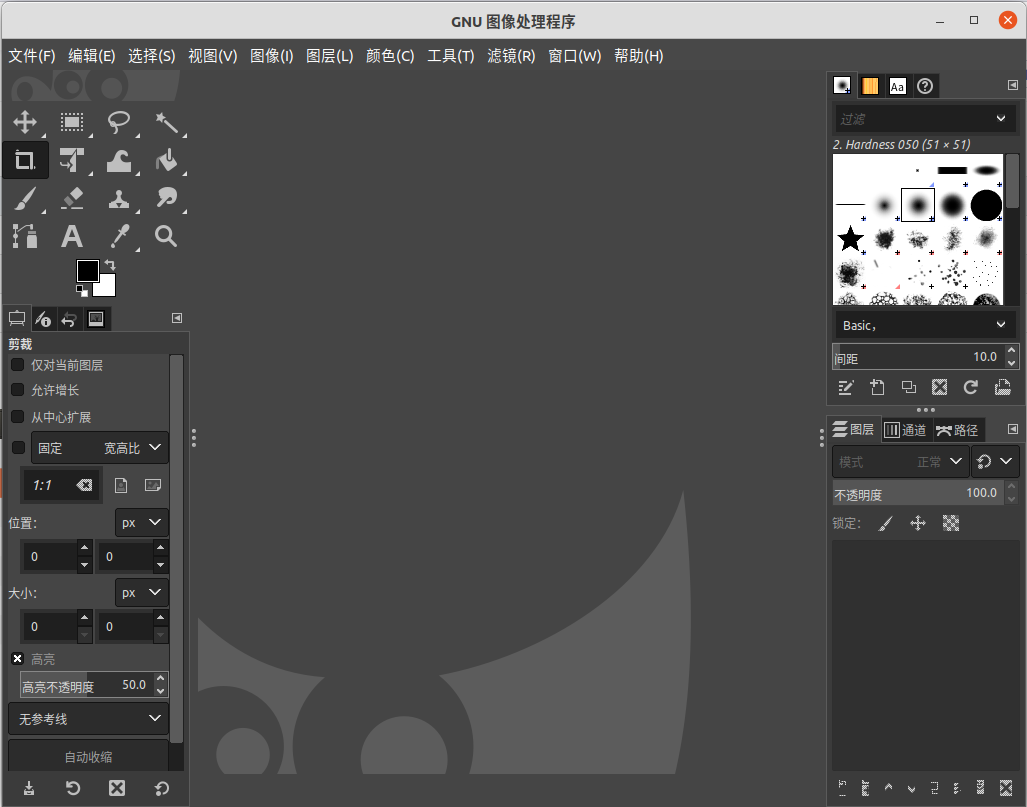 GNU 图像处理程序
文件(F) 编辑(E) 选择(S) 视图(V) 图像(I) 图层(L) 颜色(C) 工具(T) 滤镜(R) 窗口(W) 帮助(H)
Aa
过滤
2. Hardness 050 (51 × 51)
Basic,
间距 10.0
剪裁
仅对当前图层
允许增长
从中心扩展
固定 宽高比
1:1
位置: px
0 0
大小: px
0 0
高亮
高亮不透明度 50.0
无参考线
自动收缩
图层 通道 路径
模式 正常
不透明度 100.0
锁定: